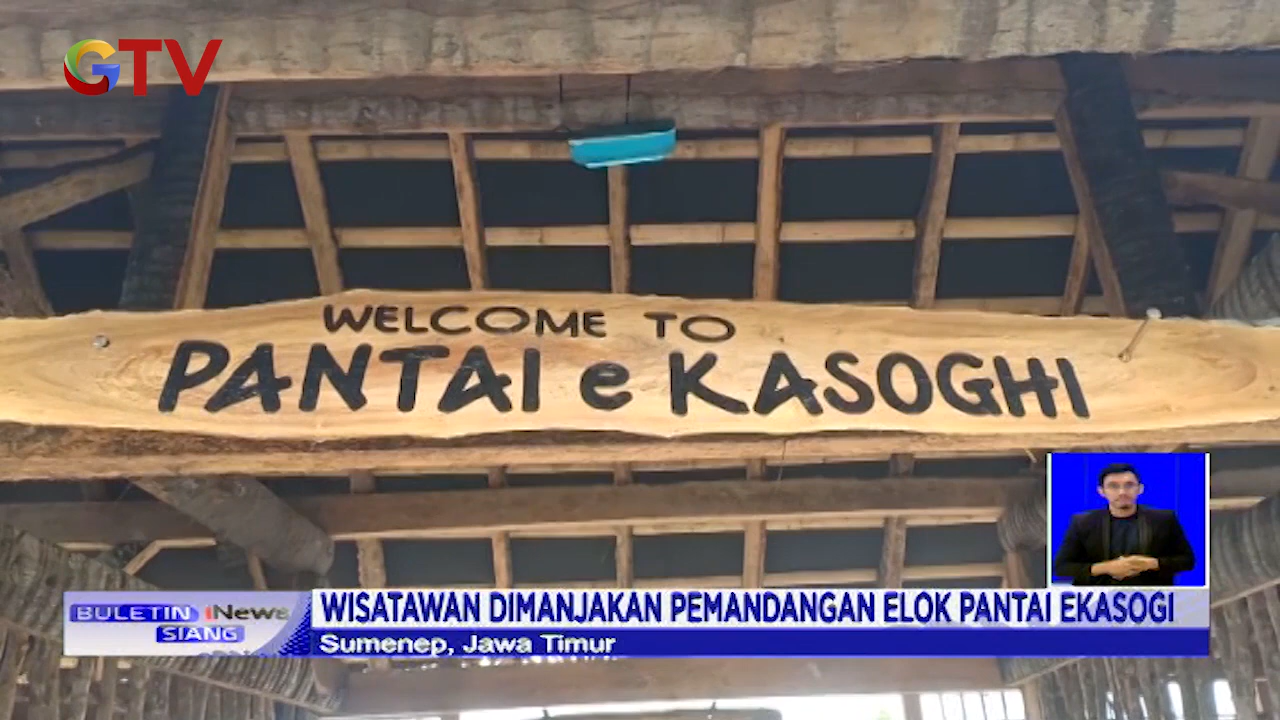 GTV
WELCOME TO
PANTAI e KASOGHI
BULETIN iNews
SIANG
WISATAWAN DIMANJAKAN PEMANDANGAN ELOK PANTAI EKASOGI
Sumenep, Jawa Timur